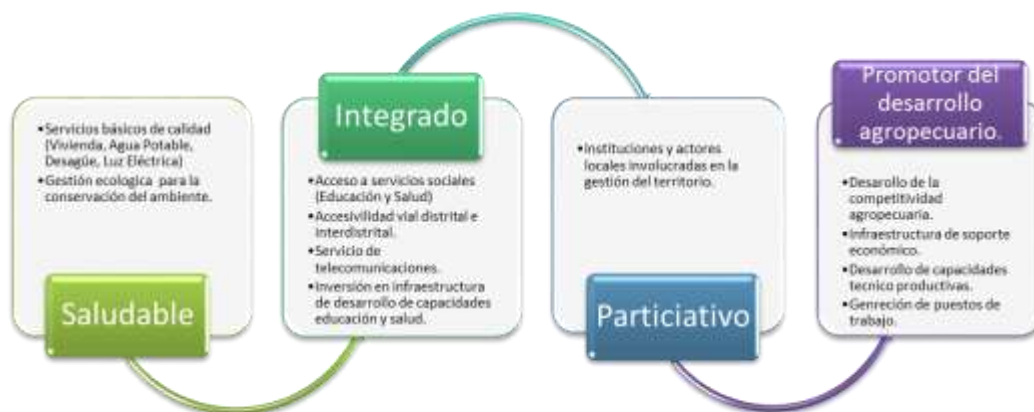 •Servicios básicos de calidad
(Vivienda, Agua Potable,
Desagüe, Luz Eléctrica)
•Gestión ecologica para la
conservación del ambiente.
Saludable
Integrado
•Acceso a servicios sociales
(Educación y Salud)
•Accesivilidad vial distrital e
interdistrital.
•Servicio de
telecomunicaciones.
•Inversión en infraestructura
de desarrollo de capacidades
educación y salud.
•Instituciones y actores
locales involucradas en la
gestión del territorio.
Particiativo
Promotor del
desarrollo
agropecuario.
•Desarollo de la
competitividad
agropecuaria.
•Infraestructura de soporte
económico.
•Desarrollo de capacidades
tecnico productivas.
•Genreción de puestos de
trabajo.